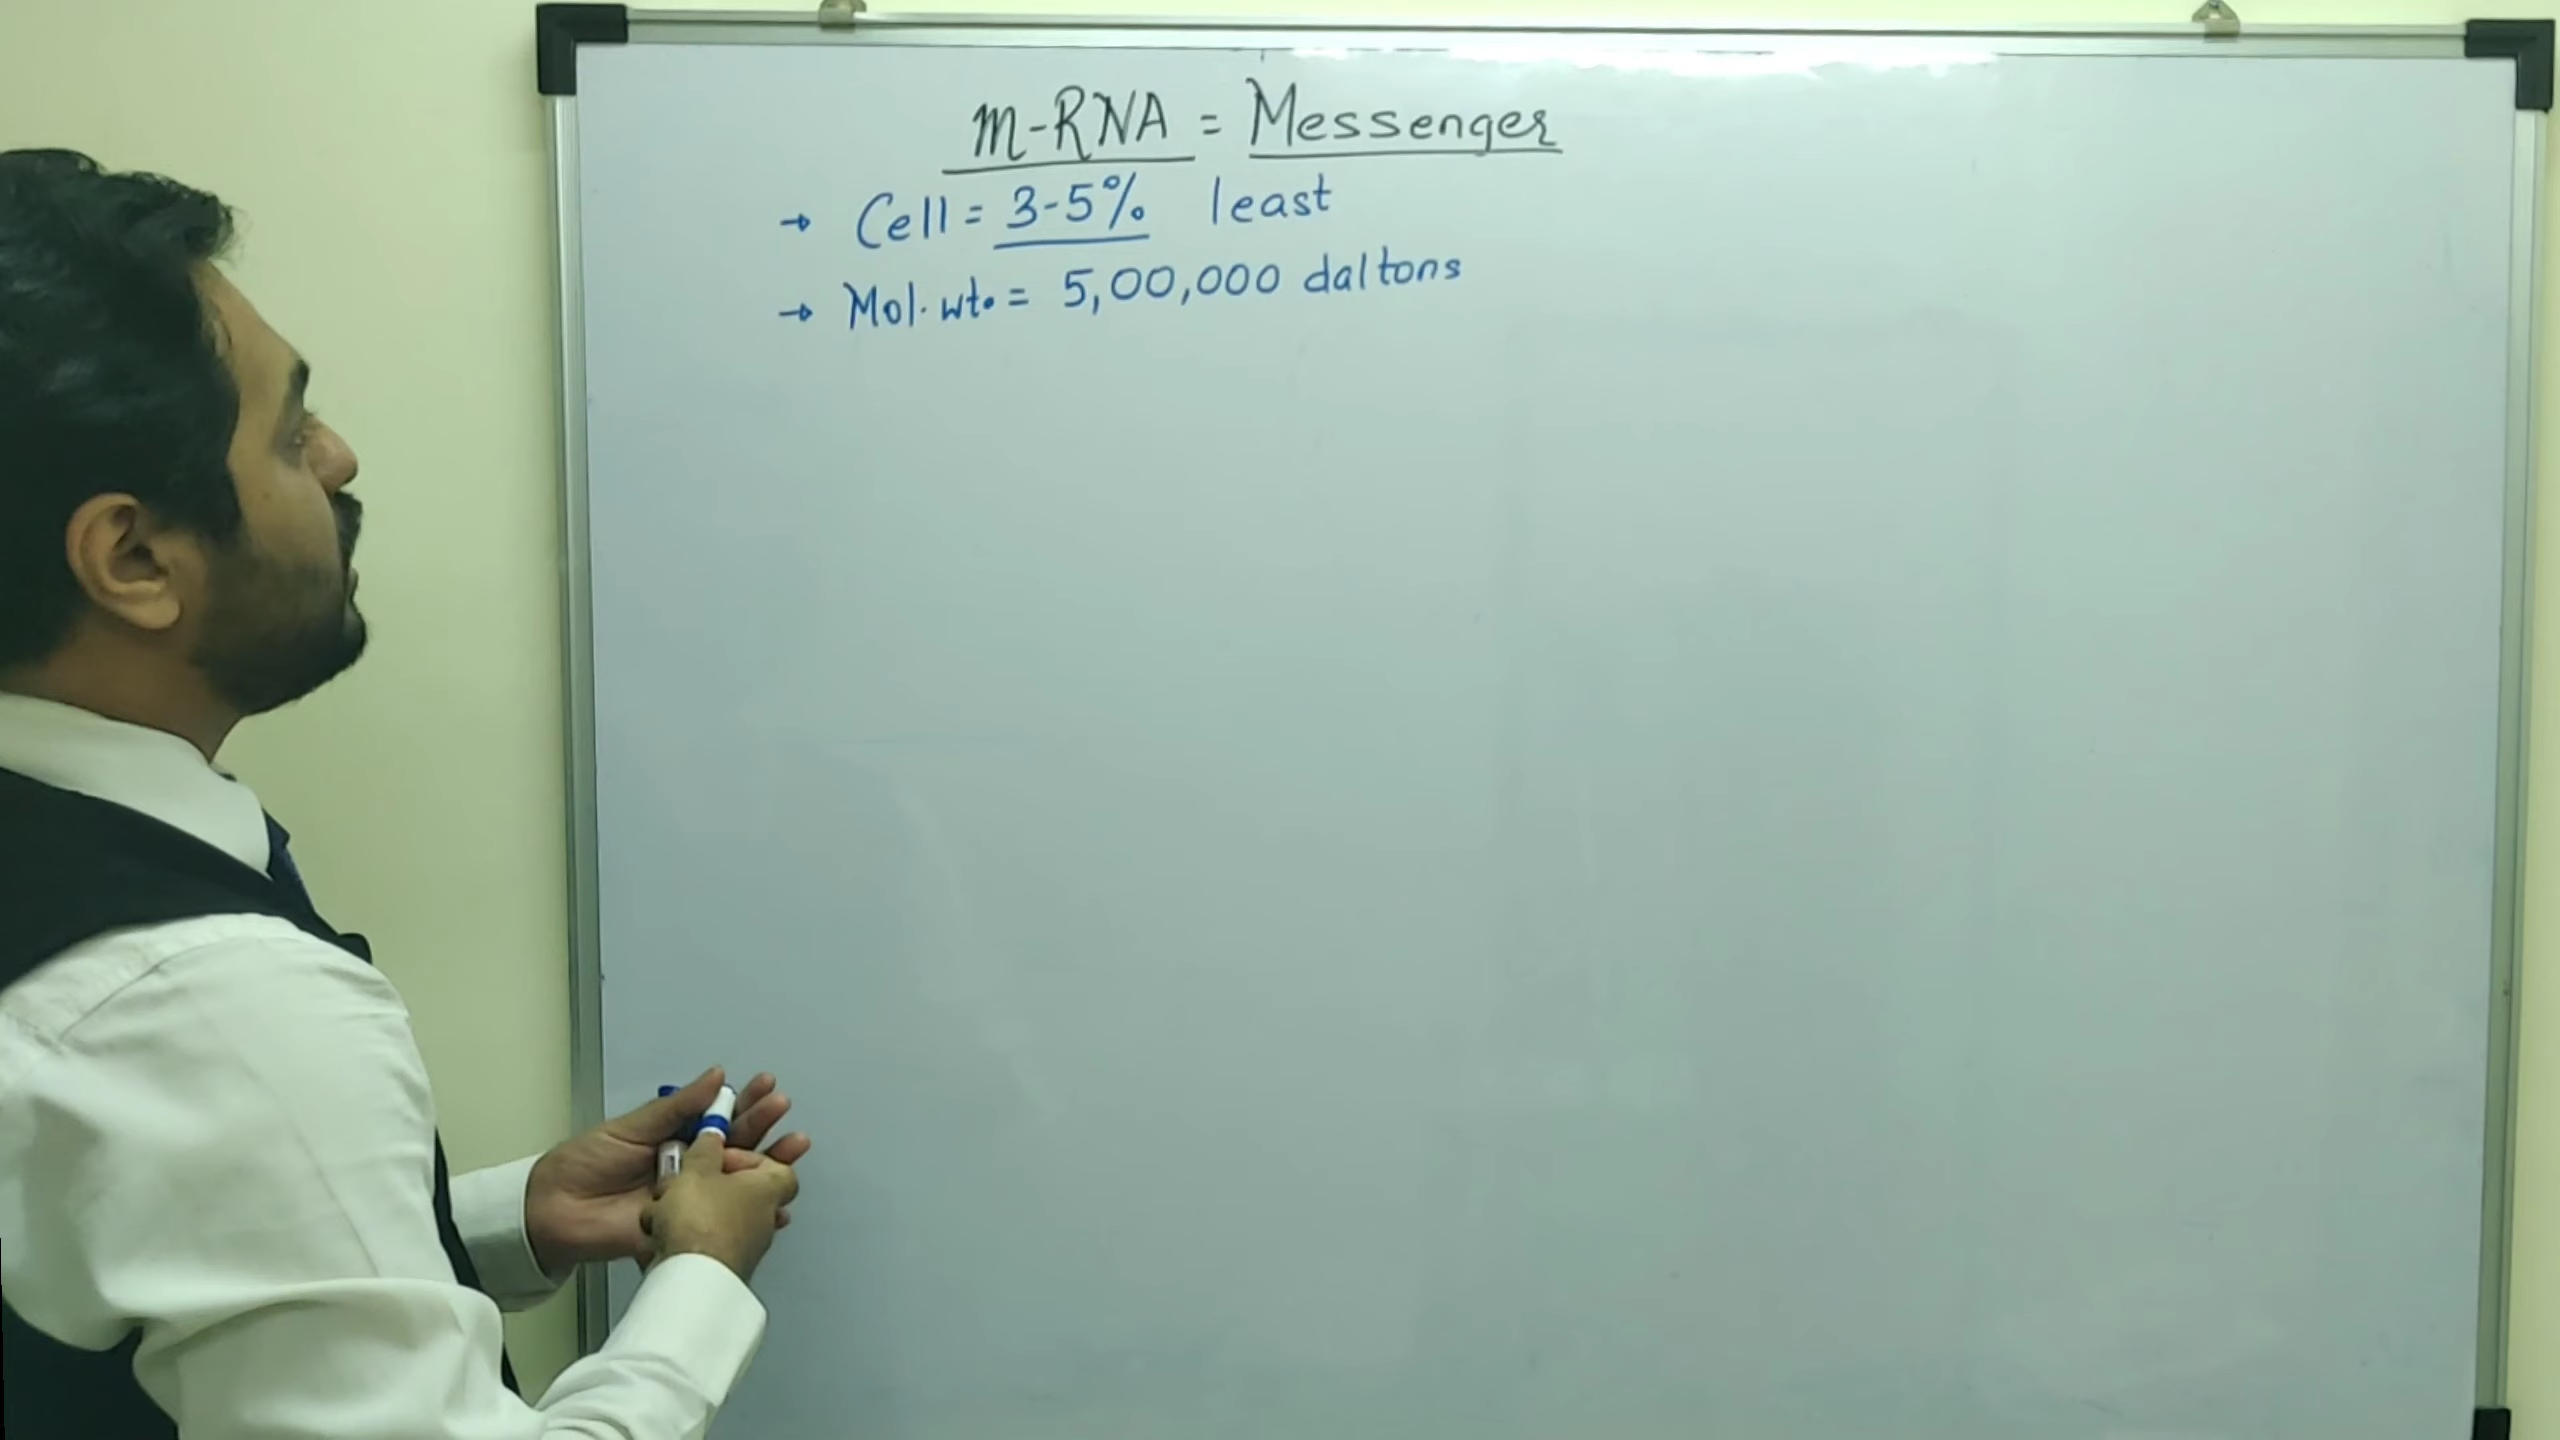 m-RNA = Messenger
→ Cell = 3-5% least
→ Mol. wt. = 5,00,000 daltons